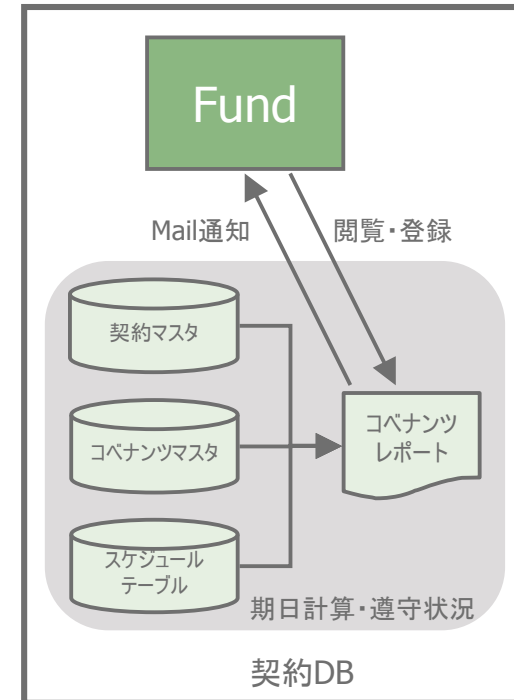 Fund
Mail通知
閲覧・登録
契約マスタ
コベナンツマスタ
スケジュール
テーブル
コベナンツ
レポート
期日計算・遵守状況
契約DB